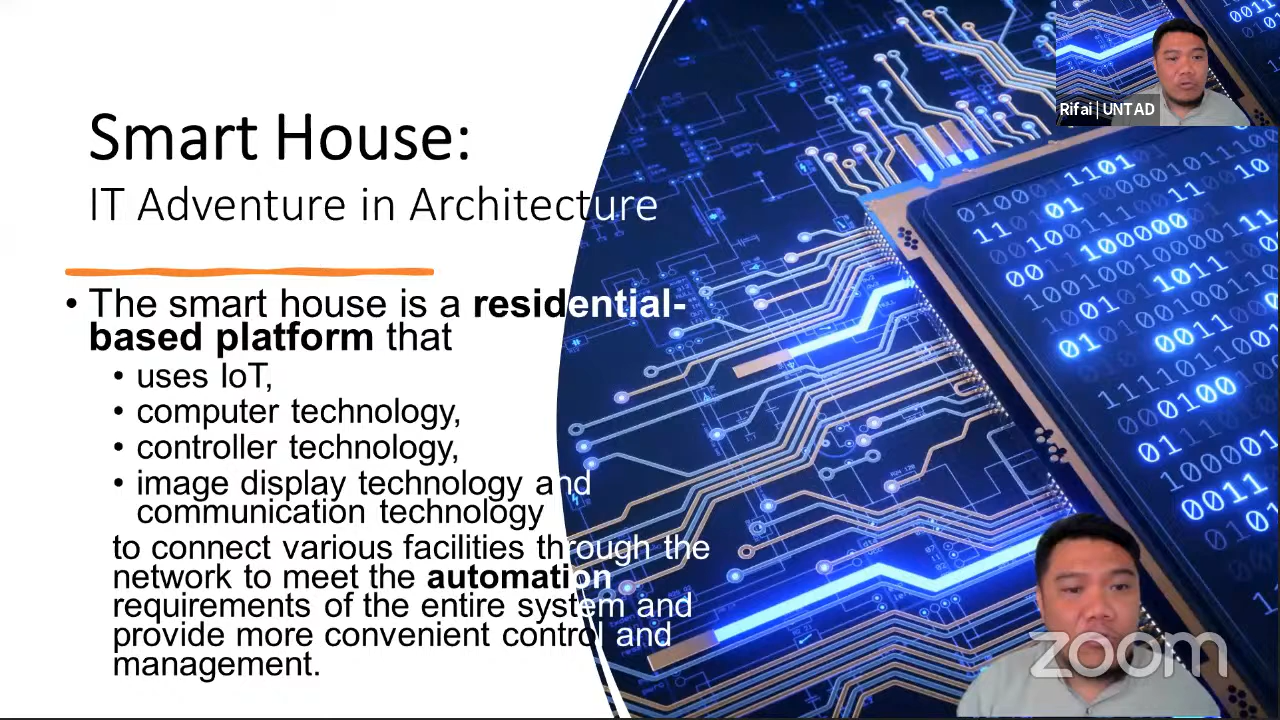 Smart House:
IT Adventure in Architecture
• The smart house is a residential-
based platform that
• uses IoT,
• computer technology,
• controller technology,
• image display technology and
communication technology
to connect various facilities through the
network to meet the automation
requirements of the entire system and
provide more convenient control and
management.
Rifai | UNTAD
zoom